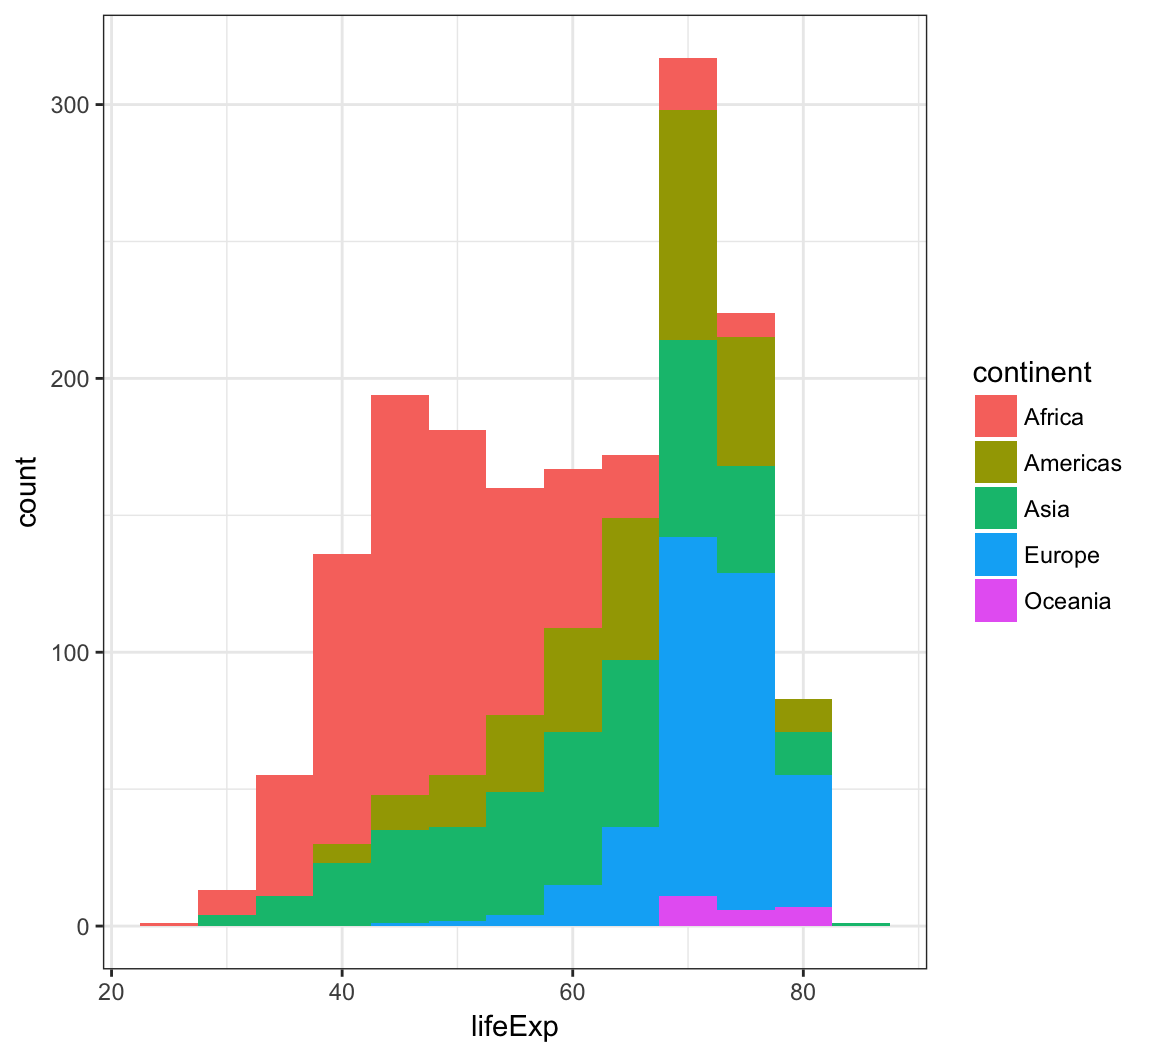 300
200
100
0
count
20 40 60 80
lifeExp
continent
Africa
Americas
Asia
Europe
Oceania